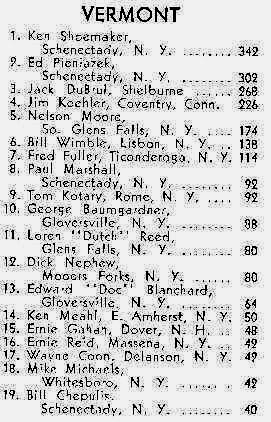 VERMONT
1. Ken Shoemaker,
Schenectady, N. Y. ........ 342
2. Ed Pieniazek,
Schenectady, N. Y. ........ 302
3. Jack DuBrul, Shelburne ..... 268
4. Jim Koehler, Coventry, Conn. 226
5. Nelson Moore,
So. Glens Falls, N. Y. .... 174
6. Bill Wimble, Lisbon, N. Y. .. 138
7. Fred Fuller, Ticonderoga, N. Y. 114
8. Paul Marshall,
Schenectady, N. Y. ........ 92
9. Tom Kotary, Rome, N. Y. .... 92
10. George Baumgardner,
Gloversville, N. Y. ........ 88
11. Loren "Dutch" Reed,
Glens Falls, N. Y. ........ 80
12. Dick Nephew,
Mooers Forks, N. Y. ...... 80
13. Edward "Doc" Blanchard,
Gloversville, N. Y. ........ 64
14. Ken Meahl, E. Amherst, N. Y. 50
15. Ernie Gahan, Dover, N. H. .. 48
16. Ernie Reid, Massena, N. Y. .. 42
17. Wayne Coon, Delanson, N. Y. 42
18. Mike Michaels,
Whitesboro, N. Y. ....... 42
19. Bill Chepulis,
Schenectady, N. Y. ........ 40